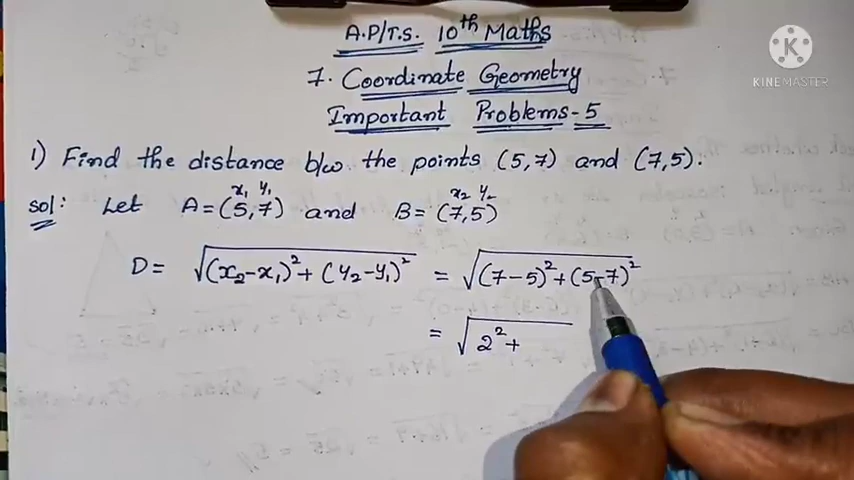 A.P/T.S. 10th Maths
7. Coordinate Geometry
Important Problems-5
KINEMASTER
1) Find the distance b/w the points (5,7) and (7,5).
x₁ y₁ x₂ y₂
sol: Let A=(5,7) and B=(7,5)
D= √(x₂-x₁)²+(y₂-y₁)² = √(7-5)²+(5-7)²
= √2²+